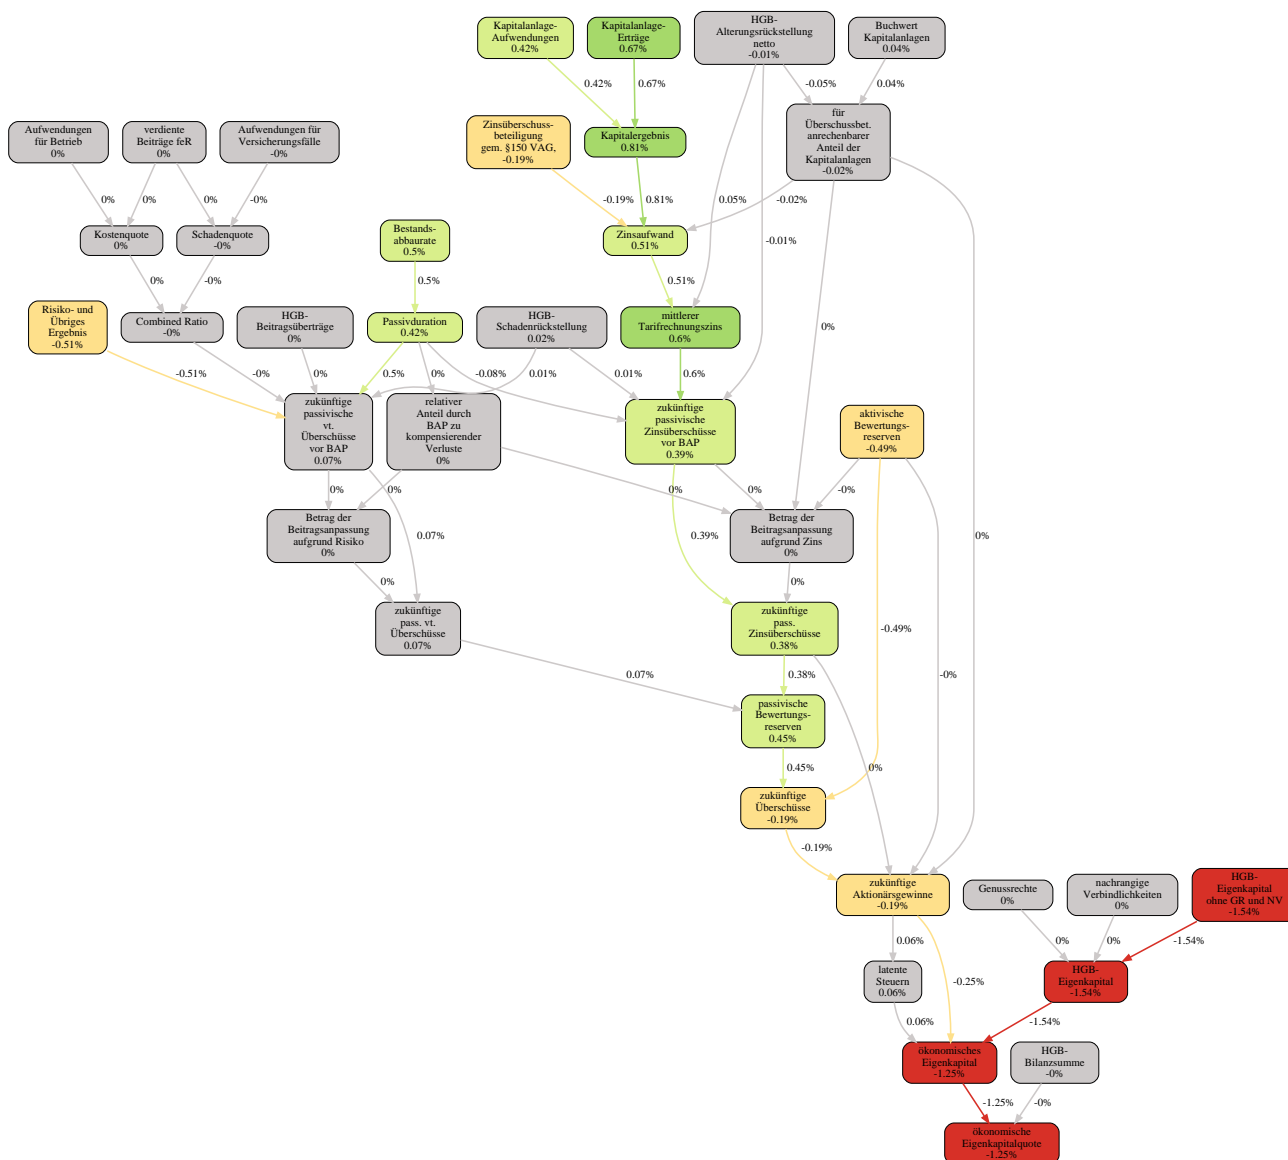 Kapitalanlage-
Aufwendungen
0.42%
Kapitalanlage-
Erträge
0.67%
HGB-
Alterungsrückstellung
netto
-0.01%
Buchwert
Kapitalanlagen
0.04%
0.42%
0.67%
-0.05%
0.04%
Aufwendungen
für Betrieb
0%
verdiente
Beiträge feR
0%
Aufwendungen für
Versicherungsfälle
-0%
Zinsüberschuss-
beteiligung
gem. §150 VAG,
-0.19%
Kapitalergebnis
0.81%
für
Überschussbet.
anrechenbarer
Anteil der
Kapitalanlagen
-0.02%
0%
0%
0%
-0%
-0.19%
0.81%
0.05%
-0.02%
-0.01%
Kostenquote
0%
Schadenquote
-0%
Bestands-
abbaurate
0.5%
Zinsaufwand
0.51%
0%
-0%
0.5%
0.51%
0%
Risiko- und
Übriges
Ergebnis
-0.51%
Combined Ratio
-0%
HGB-
Beitragsüberträge
0%
Passivduration
0.42%
HGB-
Schadenrückstellung
0.02%
mittlerer
Tarifrechnungszins
0.6%
-0.51%
-0%
0%
0.5%
0%
-0.08%
0.01%
0.01%
0.6%
zukünftige
passivische
vt.
Überschüsse
vor BAP
0.07%
relativer
Anteil durch
BAP zu
kompensierender
Verluste
0%
zukünftige
passivische
Zinsüberschüsse
vor BAP
0.39%
aktivische
Bewertungs-
reserven
-0.49%
0%
0%
0.07%
0%
0%
-0%
0.39%
0%
Betrag der
Beitragsanpassung
aufgrund Risiko
0%
Betrag der
Beitragsanpassung
aufgrund Zins
0%
0%
0%
zukünftige
pass. vt.
Überschüsse
0.07%
zukünftige
pass.
Zinsüberschüsse
0.38%
-0.49%
0.07%
0.38%
-0%
passivische
Bewertungs-
reserven
0.45%
0.45%
0%
zukünftige
Überschüsse
-0.19%
-0.19%
zukünftige
Aktionärsgewinne
-0.19%
Genussrechte
0%
nachrangige
Verbindlichkeiten
0%
HGB-
Eigenkapital
ohne GR und NV
-1.54%
0.06%
-0.25%
0%
0%
-1.54%
latente
Steuern
0.06%
HGB-
Eigenkapital
-1.54%
0.06%
-1.54%
ökonomisches
Eigenkapital
-1.25%
HGB-
Bilanzsumme
-0%
-1.25%
-0%
ökonomische
Eigenkapitalquote
-1.25%